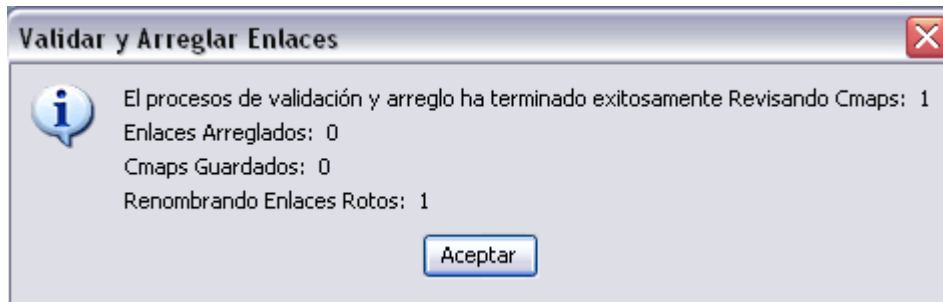 Validar y Arreglar Enlaces
El procesos de validación y arreglo ha terminado exitosamente Revisando Cmaps: 1
Enlaces Arreglados: 0
Cmaps Guardados: 0
Renombrando Enlaces Rotos: 1
Aceptar